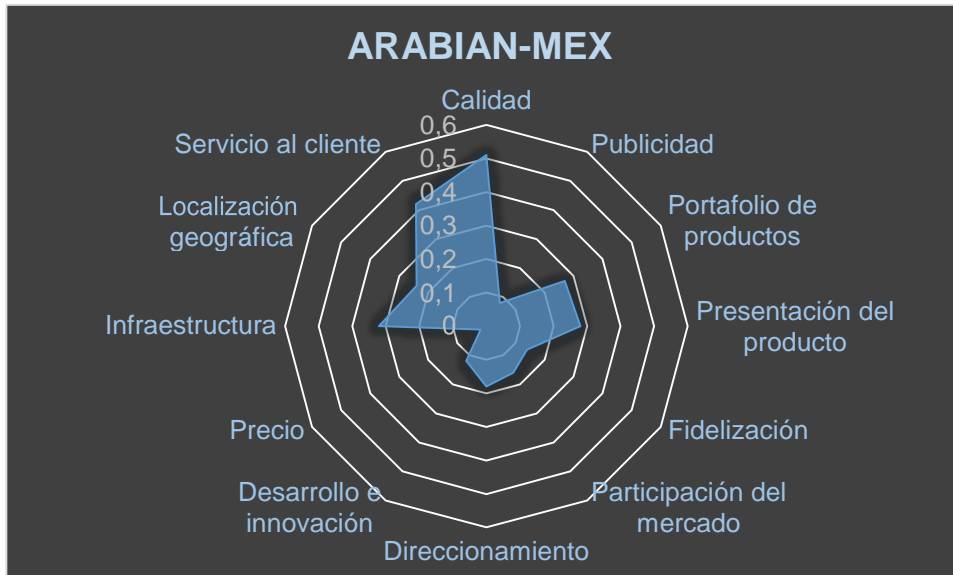 ARABIAN-MEX
Calidad
Publicidad
Portafolio de
productos
Presentación del
producto
Fidelización
Participación del
mercado
Direccionamiento
Desarrollo e
innovación
Precio
Infraestructura
Localización
geográfica
Servicio al cliente
0,6
0,5
0,4
0,3
0,2
0,1
0